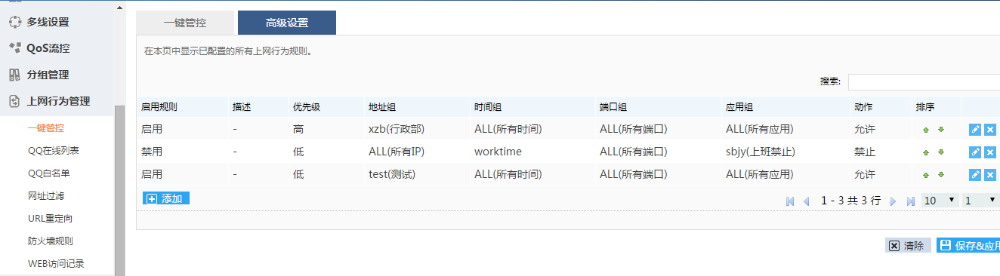 多线设置
QoS流控
分组管理
上网行为管理
一键管控
QQ在线列表
QQ白名单
网址过滤
URL重定向
防火墙规则
WEB访问记录
一键管控 高级设置
在本页中显示已配置的所有上网行为规则。
搜索:
启用规则 描述 优先级 地址组 时间组 端口组 应用组 动作 排序
启用 - 高 xzb(行政部) ALL(所有时间) ALL(所有端口) ALL(所有应用) 允许
禁用 - 低 ALL(所有IP) worktime ALL(所有端口) sbjy(上班禁止) 禁止
启用 - 低 test(测试) ALL(所有时间) ALL(所有端口) ALL(所有应用) 允许
添加 1 - 3 共 3 行 10 1
清除 保存&应用